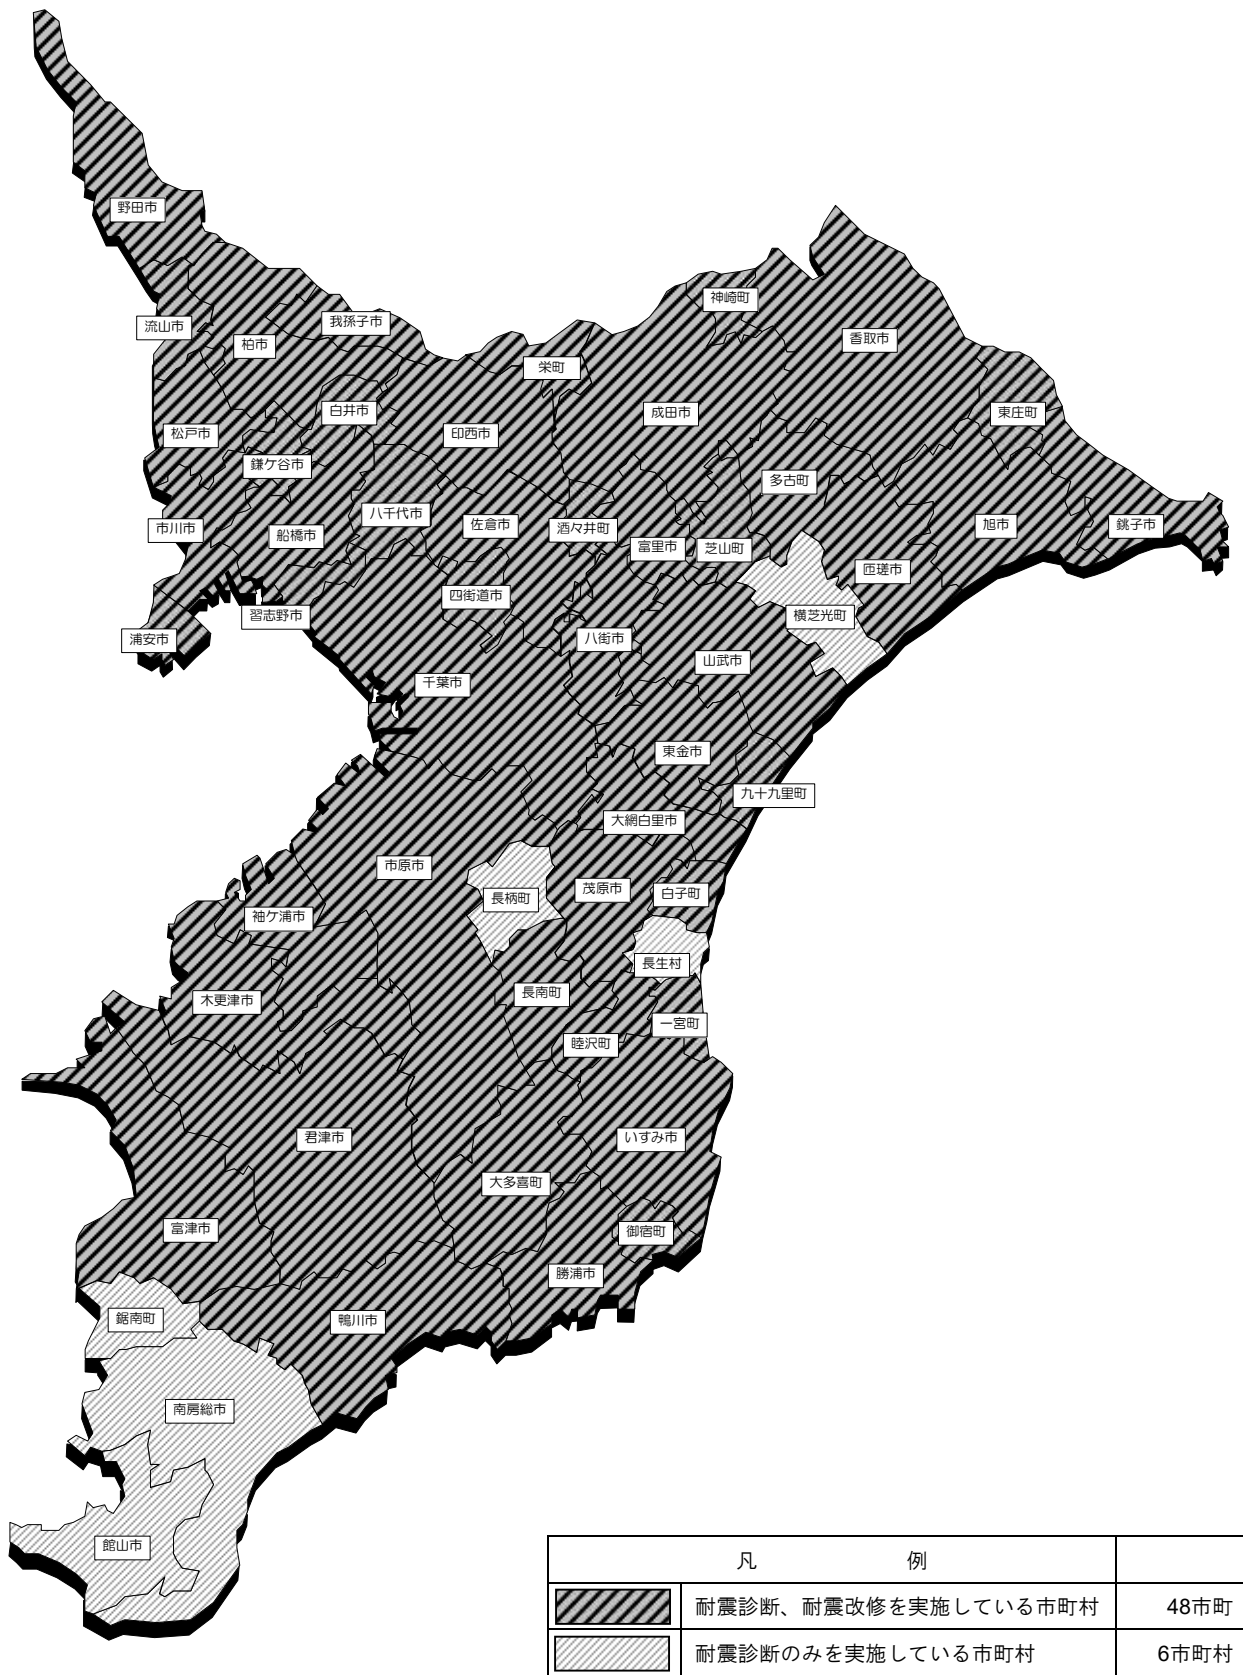 野田市
神崎町
流山市
我孫子市
香取市
柏市
栄町
白井市
成田市
東庄町
松戸市
印西市
鎌ケ谷市
多古町
八千代市
佐倉市
酒々井町
旭市
銚子市
市川市
船橋市
富里市
芝山町
匝瑳市
四街道市
習志野市
横芝光町
浦安市
八街市
山武市
千葉市
東金市
九十九里町
大網白里市
市原市
長柄町
茂原市
白子町
袖ケ浦市
長生村
木更津市
長南町
一宮町
睦沢町
君津市
いすみ市
大多喜町
富津市
御宿町
勝浦市
鋸南町
鴨川市
南房総市
館山市
凡　　例
耐震診断、耐震改修を実施している市町村 48市町
耐震診断のみを実施している市町村 6市町村